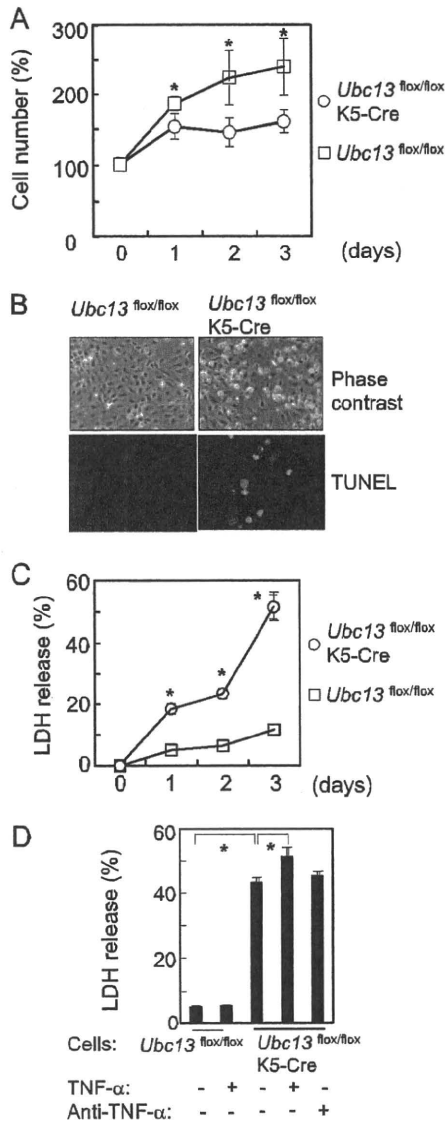 A
Cell number (%)
300
200
100
0
*
*
*
0 1 2 3 (days)
Ubc13 flox/flox
K5-Cre
Ubc13 flox/flox
B
Ubc13 flox/flox
Ubc13 flox/flox
K5-Cre
Phase
contrast
TUNEL
C
LDH release (%)
60
40
20
0
*
*
*
0 1 2 3 (days)
Ubc13 flox/flox
K5-Cre
Ubc13 flox/flox
D
LDH release (%)
60
40
20
0
*
*
Cells: Ubc13 flox/flox Ubc13 flox/flox
K5-Cre
TNF-α: - + - + -
Anti-TNF-α: - - - - +